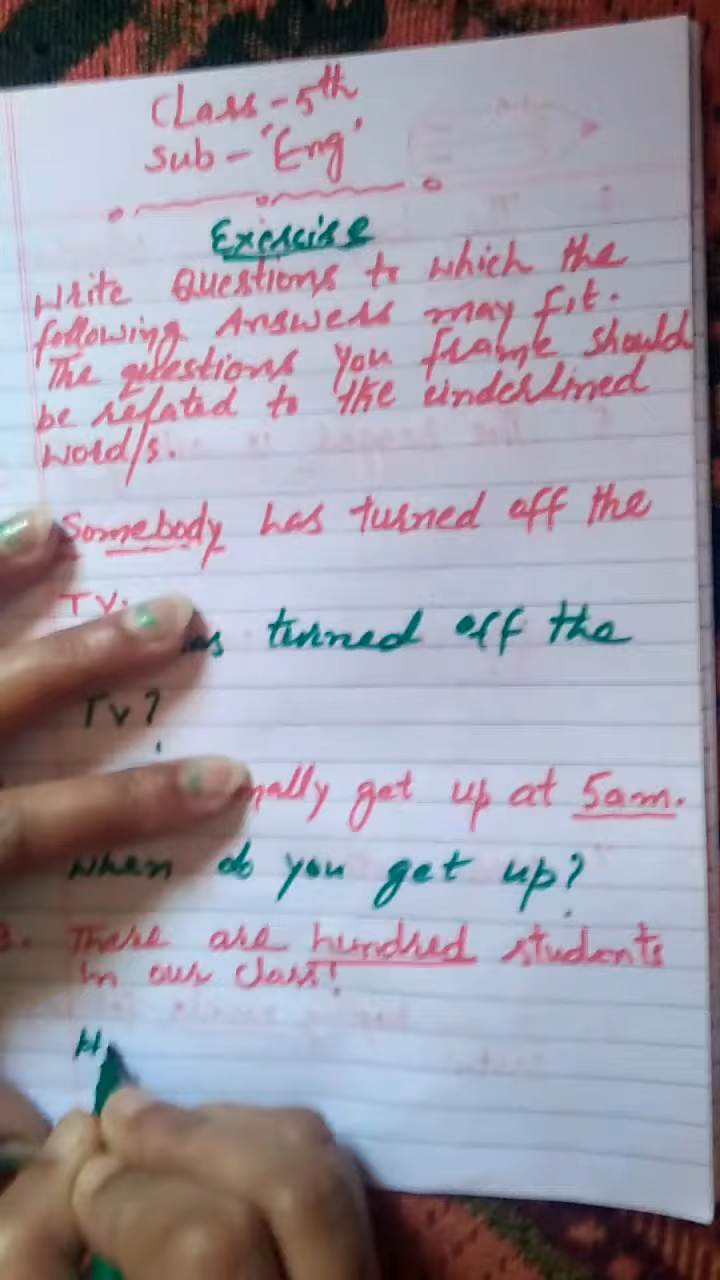 Class - 5th
Sub - 'Eng'
Exercise
Write Questions to which the
following Answers may fit.
The questions you frame should
be related to the underlined
word/s.
Somebody has turned off the
TV.
turned off the
TV?
get up at 5am.
When do you get up?
3. There are hundred students
in our class!
H